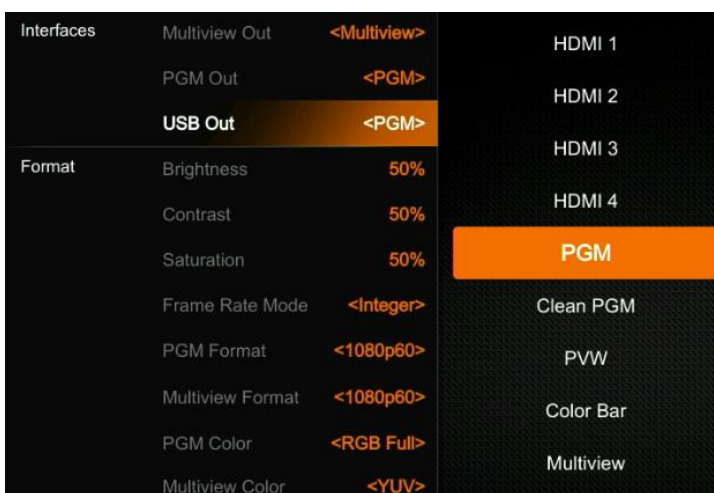 Interfaces Multiview Out <Multiview>
PGM Out <PGM>
USB Out <PGM>
Format Brightness 50%
Contrast 50%
Saturation 50%
Frame Rate Mode <Integer>
PGM Format <1080p60>
Multiview Format <1080p60>
PGM Color <RGB Full>
Multiview Color <YUV>
HDMI 1
HDMI 2
HDMI 3
HDMI 4
PGM
Clean PGM
PVW
Color Bar
Multiview